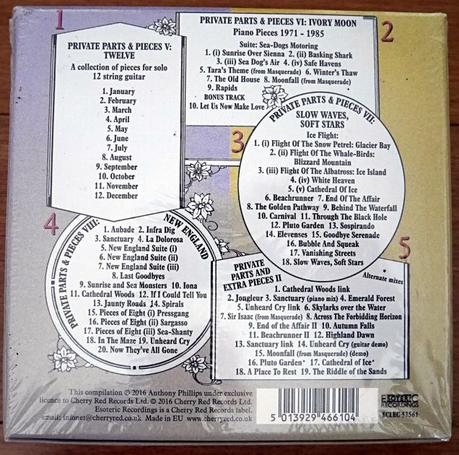 1
PRIVATE PARTS & PIECES V:
TWELVE
A collection of pieces for solo
12 string guitar
1. January
2. February
3. March
4. April
5. May
6. June
7. July
8. August
9. September
10. October
11. November
12. December
2
PRIVATE PARTS & PIECES VI: IVORY MOON
Piano Pieces 1971 - 1985
Suite: Sea-Dogs Motoring
1. (i) Sunrise Over Sienna 2. (ii) Basking Shark
3. (iii) Sea Dog's Air 4. (iv) Safe Havens
5. Tara's Theme (from Masquerade) 6. Winter's Thaw
7. The Old House 8. Moonfall (from Masquerade)
9. Rapids
BONUS TRACK
10. Let Us Now Make Love
3
PRIVATE PARTS & PIECES VII:
SLOW WAVES,
SOFT STARS
Ice Flight:
1. (i) Flight Of The Snow Petrel: Glacier Bay
2. (ii) Flight Of the Whale-Birds:
Blizzard Mountain
3. (iii) Flight Of the Albatross: Ice Island
4. (iv) White Heaven
5. (v) Cathedral Of Ice
6. Beachrunner 7. End Of The Affair
8. The Golden Pathway 9. Behind The Waterfall
10. Carnival 11. Through The Black Hole
12. Pluto Garden 13. Sospirando
14. Elevenses 15. Goodbye Serenade
16. Bubble And Squeak
17. Vanishing Streets
18. Slow Waves, Soft Stars
4
PRIVATE PARTS & PIECES VIII:
NEW ENGLAND
1. Aubade 2. Infra Dig
3. Sanctuary 4. La Dolorosa
5. New England Suite (i)
6. New England Suite (ii)
7. New England Suite (iii)
8. Last Goodbyes
9. Sunrise and Sea Monsters 10. Iona
11. Cathedral Woods 12. If I Could Tell You
13. Jaunty Roads 14. Spirals
15. Pieces of Eight (i) Pressgang
16. Pieces of Eight (ii) Sargasso
17. Pieces of Eight (iii) Sea-Shanty
18. In The Maze 19. Unheard Cry
20. Now They've All Gone
5
PRIVATE
PARTS AND
EXTRA PIECES II
Alternate mixes
1. Cathedral Woods link
2. Jongleur 3. Sanctuary (piano mix) 4. Emerald Forest
5. Unheard Cry link 6. Skylarks over the Water
7. Sir Isaac (from Masquerade) 8. Across The Forbidding Horizon
9. End of the Affair II 10. Autumn Falls
11. Beachrunner II 12. Highland Dawn
13. Sanctuary link 14. Unheard Cry (guitar demo)
15. Moonfall (from Masquerade) (demo)
16. Pluto Garden* 17. Cathedral of Ice*
18. A Place To Rest 19. The Riddle of the Sands
This compilation ℗ 2016 Anthony Phillips under exclusive
licence to Cherry Red Records Ltd. © 2016 Cherry Red Records Ltd.
Esoteric Recordings is a Cherry Red Records label.
email: infonet@cherryred.co.uk Made in EU www.cherryred.co.uk
5 013929 466104
ESOTERIC
RECORDINGS
ECLEC 53561